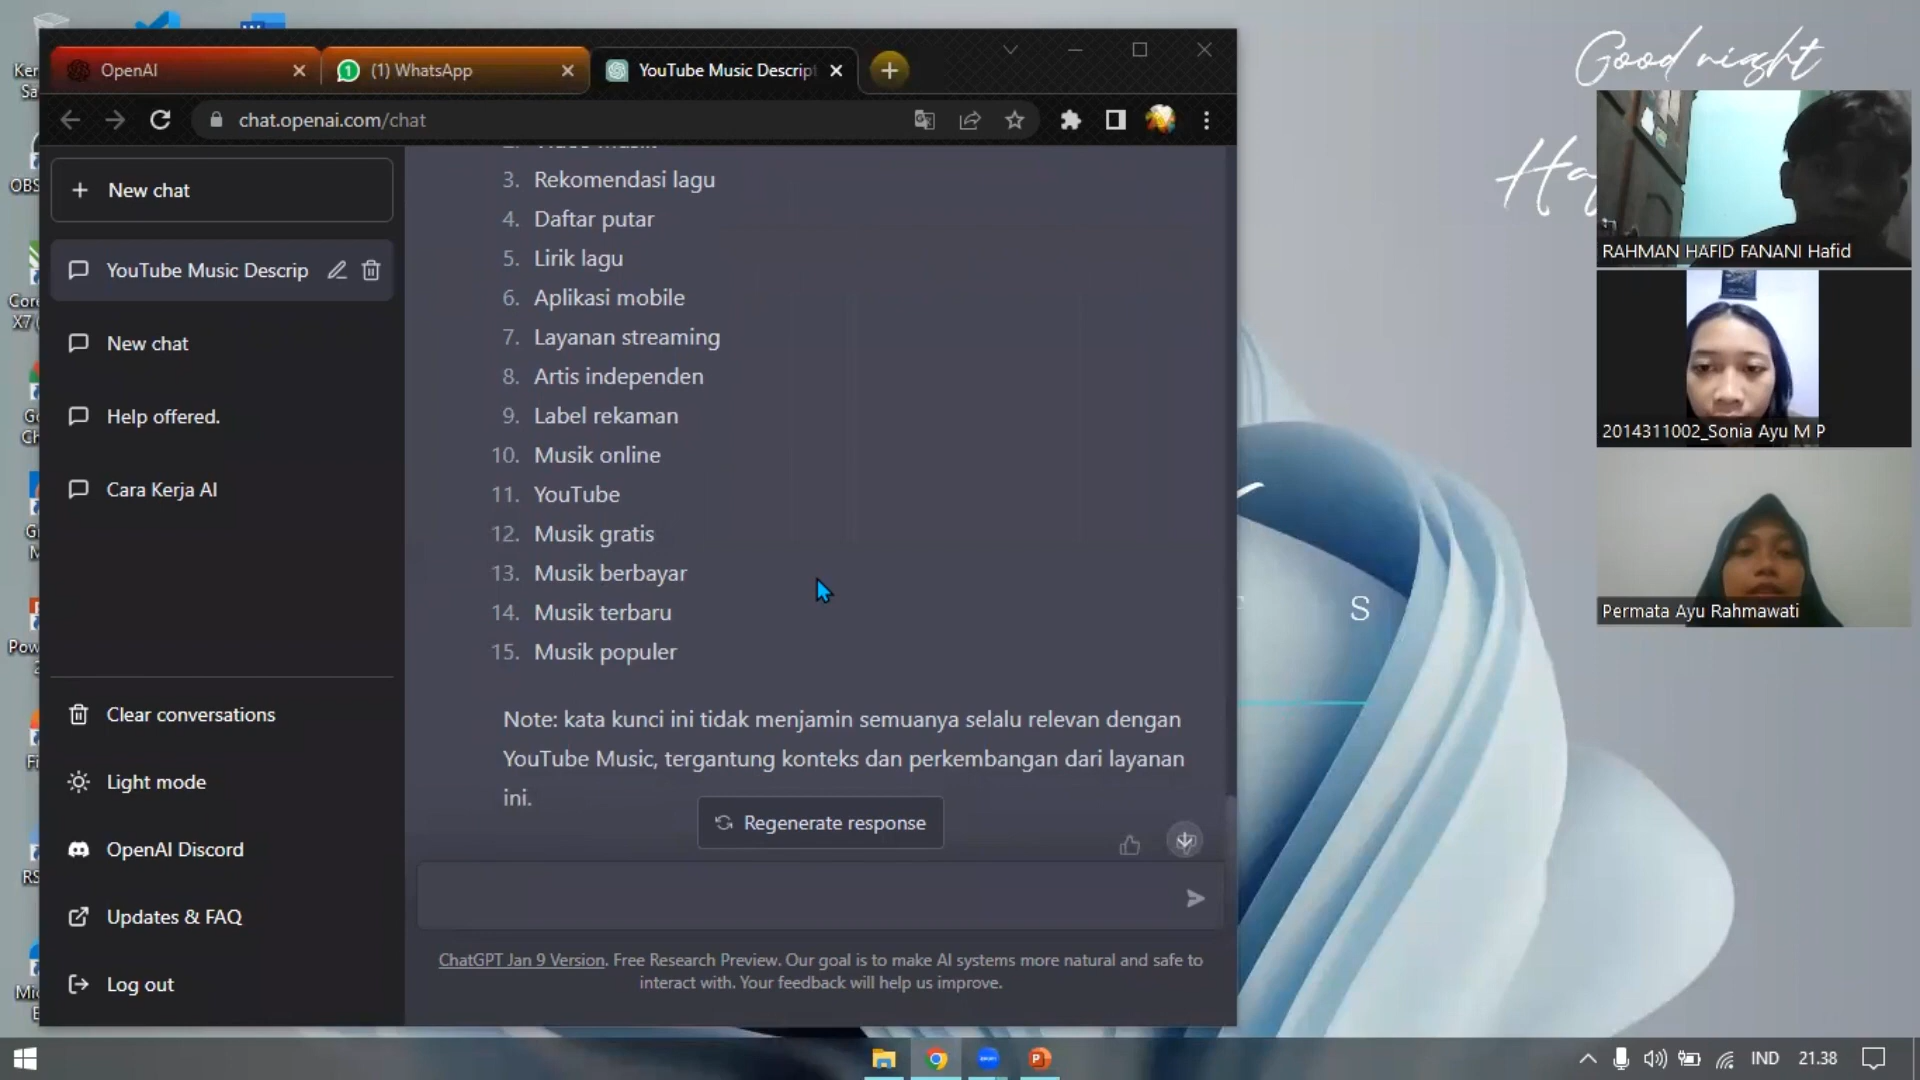 Good night
OpenAI
(1) WhatsApp
YouTube Music Descript
chat.openai.com/chat
New chat
YouTube Music Descrip
New chat
Help offered.
Cara Kerja AI
Clear conversations
Light mode
OpenAI Discord
Updates & FAQ
Log out
3. Rekomendasi lagu
4. Daftar putar
5. Lirik lagu
6. Aplikasi mobile
7. Layanan streaming
8. Artis independen
9. Label rekaman
10. Musik online
11. YouTube
12. Musik gratis
13. Musik berbayar
14. Musik terbaru
15. Musik populer
Note: kata kunci ini tidak menjamin semuanya selalu relevan dengan
YouTube Music, tergantung konteks dan perkembangan dari layanan
ini.
Regenerate response
ChatGPT Jan 9 Version. Free Research Preview. Our goal is to make AI systems more natural and safe to
interact with. Your feedback will help us improve.
RAHMAN HAFID FANANI Hafid
2014311002_Sonia Ayu M P
Permata Ayu Rahmawati
S
IND
21.38